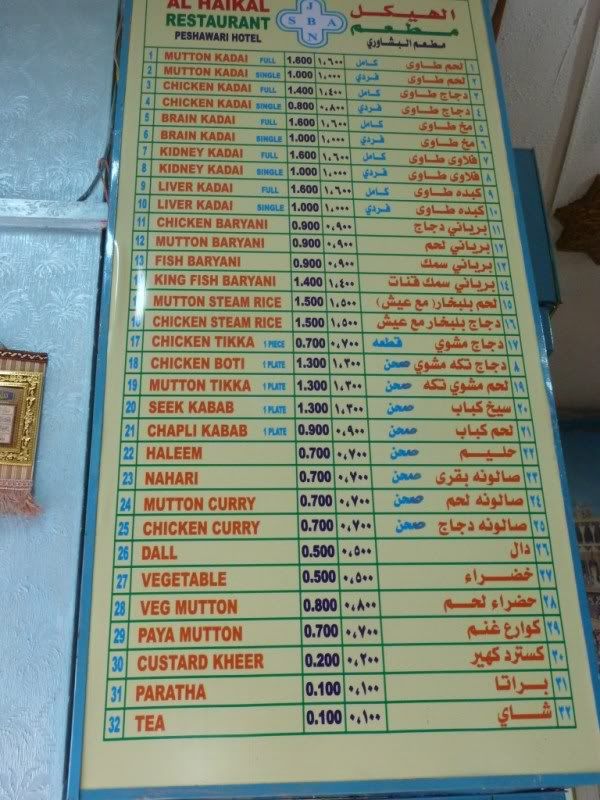 AL HAIKAL الهيكل
RESTAURANT مطعم
PESHAWARI HOTEL مطعم البشاوري
J
SBA
N
1 MUTTON KADAI FULL 1.600 ١،٦٠٠ كامل لحم طاوى ١
2 MUTTON KADAI SINGLE 1.000 ١،٠٠٠ فردي لحم طاوى ٢
3 CHICKEN KADAI FULL 1.400 ١،٤٠٠ كامل دجاج طاوى ٣
4 CHICKEN KADAI SINGLE 0.800 ٠،٨٠٠ فردي دجاج طاوى ٤
5 BRAIN KADAI FULL 1.600 ١،٦٠٠ كامل مخ طاوى ٥
6 BRAIN KADAI SINGLE 1.000 ١،٠٠٠ فردي مخ طاوى ٦
7 KIDNEY KADAI FULL 1.600 ١،٦٠٠ كامل فلاوى طاوى ٧
8 KIDNEY KADAI SINGLE 1.000 ١،٠٠٠ فردي فلاوى طاوى ٨
9 LIVER KADAI FULL 1.600 ١،٦٠٠ كامل كبده طاوى ٩
10 LIVER KADAI SINGLE 1.000 ١،٠٠٠ فردي كبده طاوى ١٠
11 CHICKEN BARYANI 0.900 ٠،٩٠٠ برياني دجاج ١١
12 MUTTON BARYANI 0.900 ٠،٩٠٠ برياني لحم ١٢
13 FISH BARYANI 0.900 ٠،٩٠٠ برياني سمك ١٣
KING FISH BARYANI 1.400 ١،٤٠٠ برياني سمك قنات ١٤
15 MUTTON STEAM RICE 1.500 ١،٥٠٠ لحم بلبخار( مع عيش) ١٥
16 CHICKEN STEAM RICE 1.500 ١،٥٠٠ دجاج بلبخار مع عيش ١٦
17 CHICKEN TIKKA 1 PIECE 0.700 ٠،٧٠٠ قطعه دجاج مشوي ١٧
18 CHICKEN BOTI 1 PLATE 1.300 ١،٣٠٠ صحن دجاج تكه مشوي ٨
19 MUTTON TIKKA 1 PLATE 1.300 ١،٣٠٠ صحن لحم مشوي تكه ١٩
20 SEEK KABAB 1 PLATE 1.300 ١،٣٠٠ صحن سيخ كباب ٢٠
21 CHAPLI KABAB 1 PLATE 0.900 ٠،٩٠٠ صحن لحم كباب ٢١
22 HALEEM 0.700 ٠،٧٠٠ صحن حليم ٢٢
23 NAHARI 0.700 ٠،٧٠٠ صحن صالونه بقرى ٢٣
24 MUTTON CURRY 0.700 ٠،٧٠٠ صحن صالونه لحم ٢٤
25 CHICKEN CURRY 0.700 ٠،٧٠٠ صحن صالونه دجاج ٢٥
26 DALL 0.500 ٠،٥٠٠ دال ٢٦
27 VEGETABLE 0.500 ٠،٥٠٠ خضراء ٢٧
28 VEG MUTTON 0.800 ٠،٨٠٠ حضراء لحم ٢٨
29 PAYA MUTTON 0.700 ٠،٧٠٠ كوارع غنم ٢٩
30 CUSTARD KHEER 0.200 ٠،٢٠٠ كسترد كهير ٣٠
31 PARATHA 0.100 ٠،١٠٠ براتا ٣١
32 TEA 0.100 ٠،١٠٠ شاي ٣٢